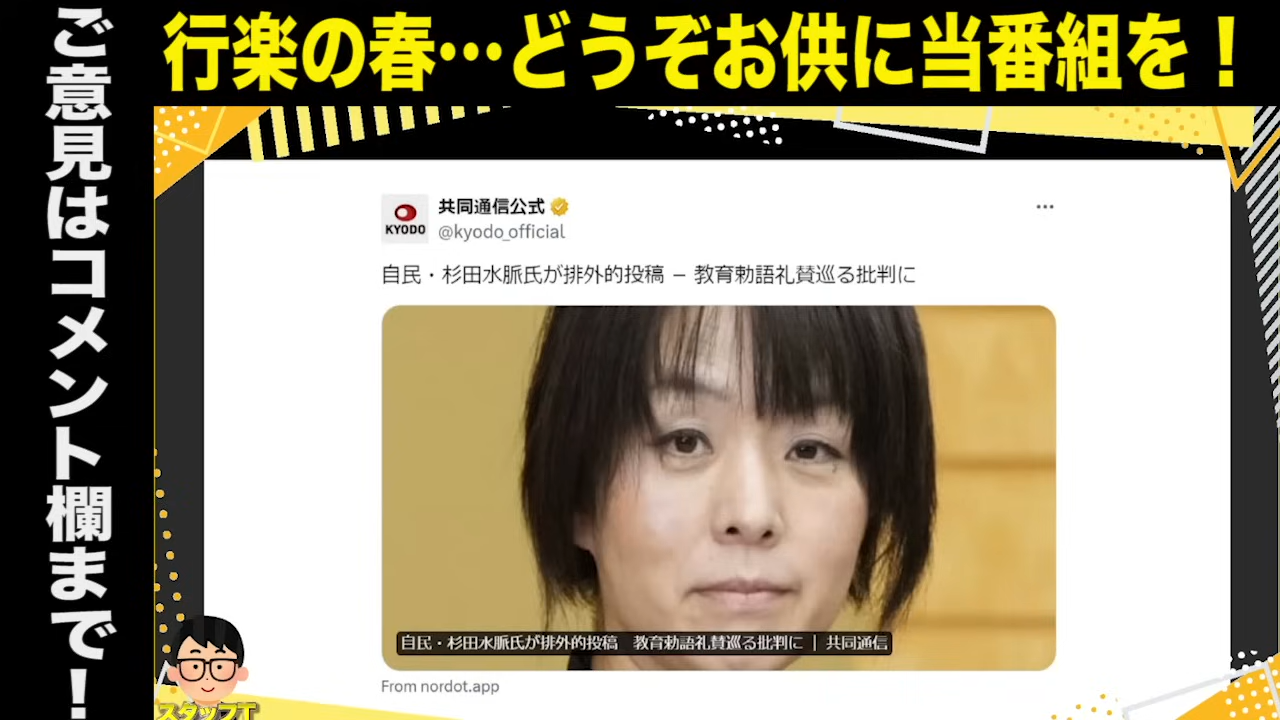 行楽の春…どうぞお供に当番組を！
ご意見はコメント欄まで！
共同通信公式
@kyodo_official
KYODO
自民・杉田水脈氏が排外的投稿 − 教育勅語礼賛巡る批判に
自民・杉田水脈氏が排外的投稿　教育勅語礼賛巡る批判に | 共同通信
From nordot.app
スタッフT